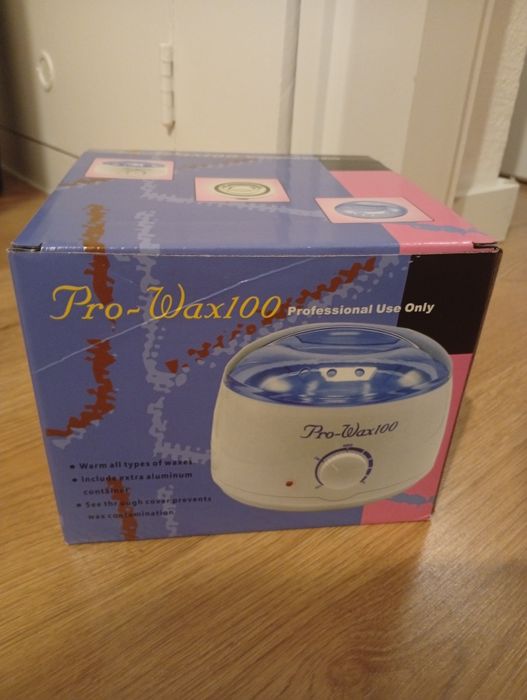 Pro-Wax100 Professional Use Only
Pro-Wax100
• Warm all types of waxes
• Include extra aluminum
container
• See through cover prevents
wax contamination